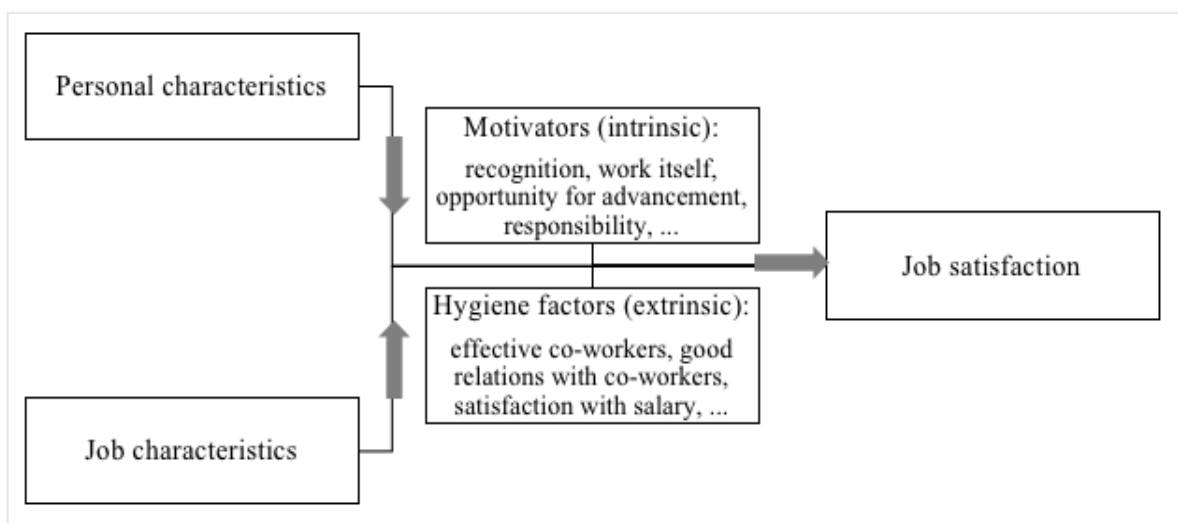 Personal characteristics
Motivators (intrinsic):
recognition, work itself,
opportunity for advancement,
responsibility, ...
Job satisfaction
Hygiene factors (extrinsic):
effective co-workers, good
relations with co-workers,
satisfaction with salary, ...
Job characteristics